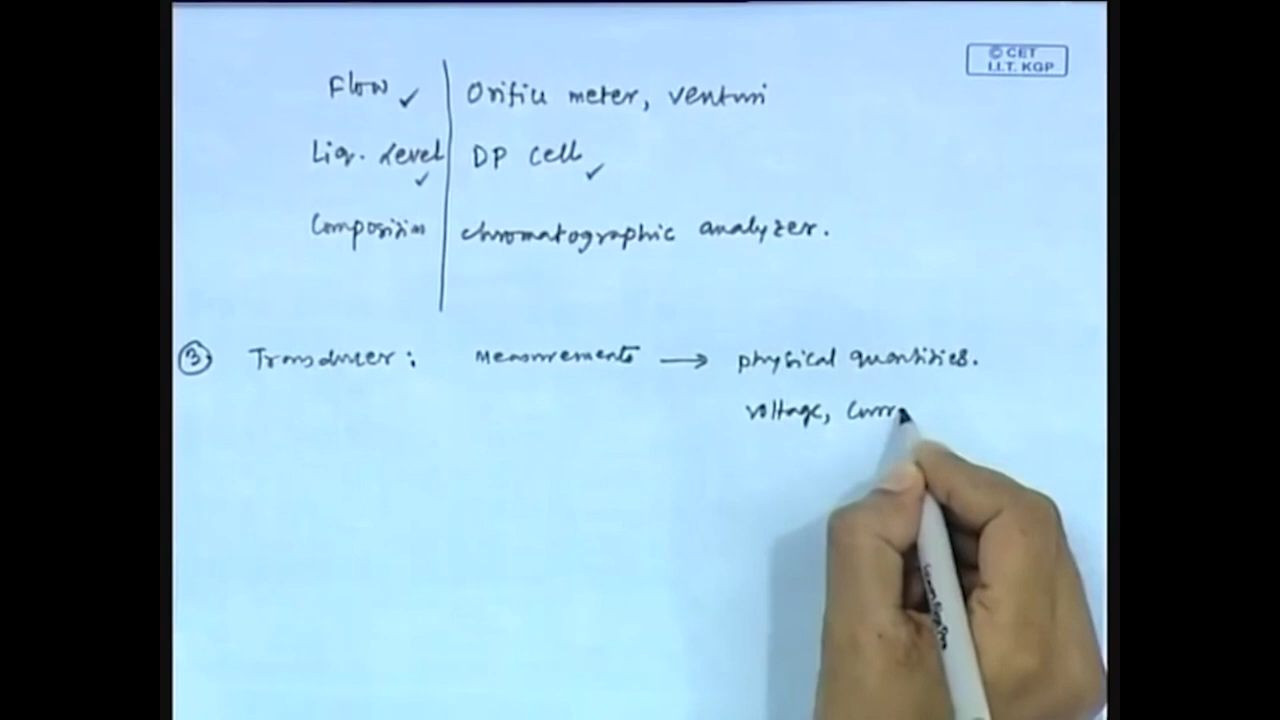 © CET
I.I.T. KGP
Flow ✓ | Orifice meter, venturi
Liq. Level ✓ | DP cell ✓
Composition | chromatographic analyzer.
③ Transducer : Measurements → physical quantities.
voltage, Curr